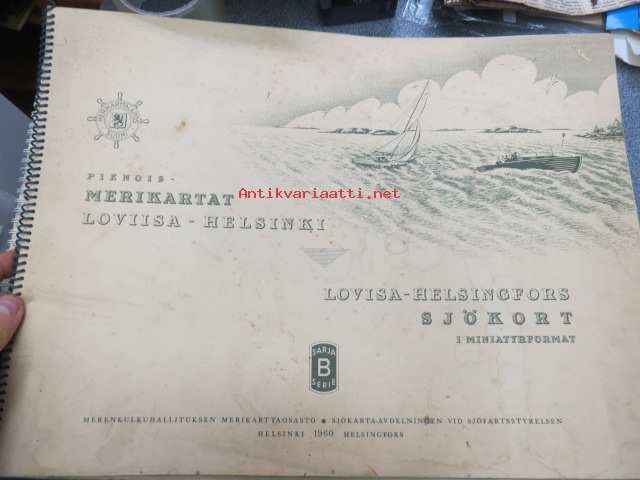 PIENOIS-
MERIKARTAT
LOVIISA - HELSINKI
Antikvariaatti.net
LOVISA-HELSINGFORS
SJÖKORT
I MINIATYRFORMAT
SARJA
B
SERIE
MERENKULKUHALLITUKSEN MERIKARTTAOSASTO • SJÖKARTA-AVDELNINGEN VID SJÖFARTSSTYRELSEN
HELSINKI 1960 HELSINGFORS